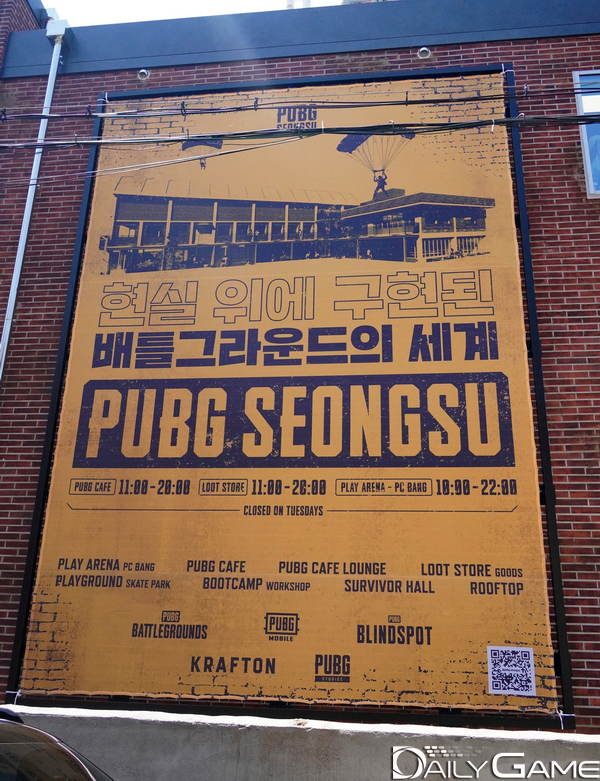 PUBG
SEONGSU
현실 위에 구현된
배틀그라운드의 세계
PUBG SEONGSU
PUBG CAFE 11:00-20:00 LOOT STORE 11:00-20:00 PLAY ARENA - PC BANG 10:00-22:00
CLOSED ON TUESDAYS
PLAY ARENA PC BANG PUBG CAFE PUBG CAFE LOUNGE LOOT STORE GOODS
PLAYGROUND SKATE PARK BOOTCAMP WORKSHOP SURVIVOR HALL ROOFTOP
PUBG
BATTLEGROUNDS
PUBG
MOBILE
PUBG
BLINDSPOT
KRAFTON
PUBG
STUDIOS
DAILYGAME